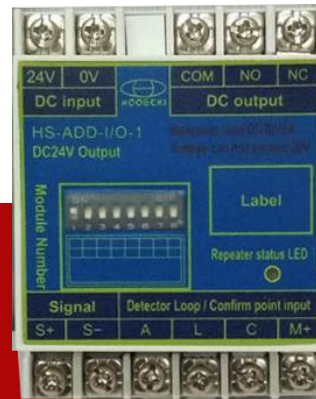 24V 0V COM NO NC
DC input DC output
HOOSEKI
HS-ADD-I/O-1
DC24V Output
Module Number
ON
1 2 3 4 5 6 7 8
Label
Repeater status LED
Signal Detector Loop / Confirm point input
S+ S- A L C M+